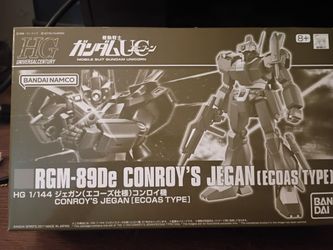 HG
UNIVERSAL CENTURY
機動戦士
ガンダムUC
MOBILE SUIT GUNDAM UNICORN
8+
BANDAI NAMCO
RGM-89De CONROY'S JEGAN [ECOAS TYPE]
HG 1/144 ジェガン(エコーズ仕様)コンロイ機
CONROY'S JEGAN [ECOAS TYPE]
BANDAI